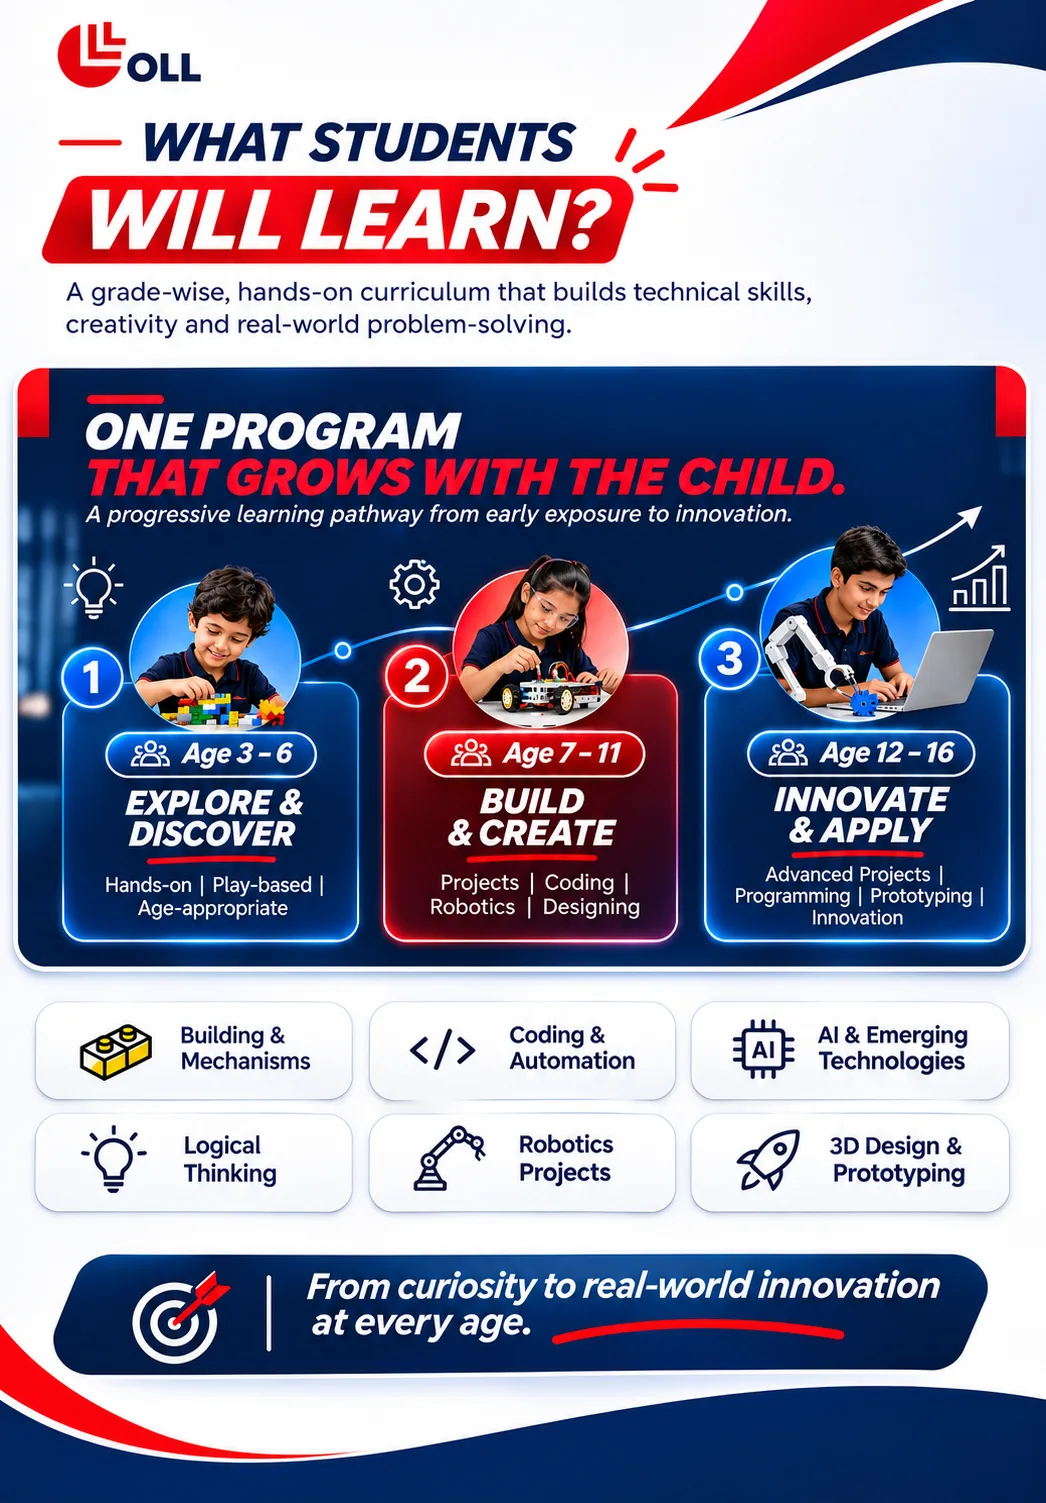 OLL
WHAT STUDENTS
WILL LEARN?
A grade-wise, hands-on curriculum that builds technical skills,
creativity and real-world problem-solving.
ONE PROGRAM
THAT GROWS WITH THE CHILD.
A progressive learning pathway from early exposure to innovation.
1
Age 3 – 6
EXPLORE &
DISCOVER
Hands-on | Play-based |
Age-appropriate
2
Age 7 – 11
BUILD
& CREATE
Projects | Coding |
Robotics | Designing
3
Age 12 – 16
INNOVATE
& APPLY
Advanced Projects |
Programming | Prototyping |
Innovation
Building &
Mechanisms
</>
Coding &
Automation
AI
AI & Emerging
Technologies
Logical
Thinking
Robotics
Projects
3D Design &
Prototyping
From curiosity to real-world innovation
at every age.